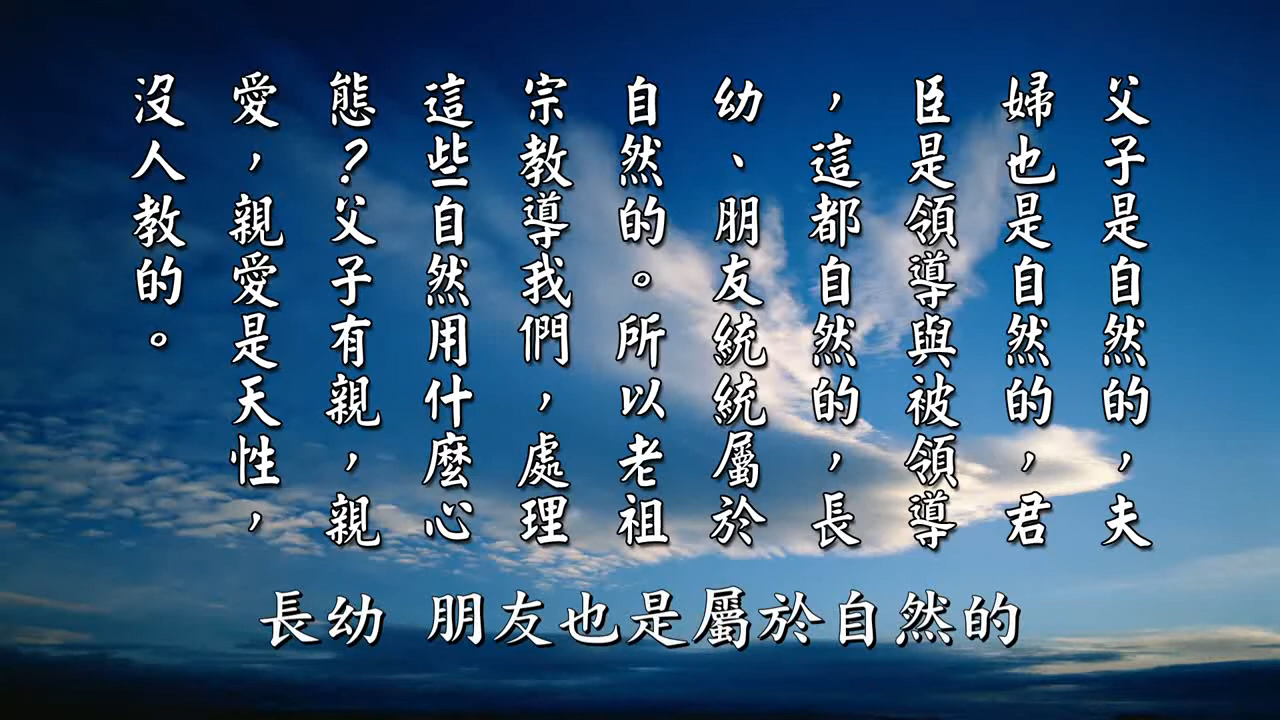 父子是自然的，夫
婦也是自然的，君
臣是領導與被領導
，這都自然的，長
幼、朋友統統屬於
自然的。所以老祖
宗教導我們，處理
這些自然用什麼心
態？父子有親，親
愛，親愛是天性，
沒人教的。
長幼 朋友也是屬於自然的